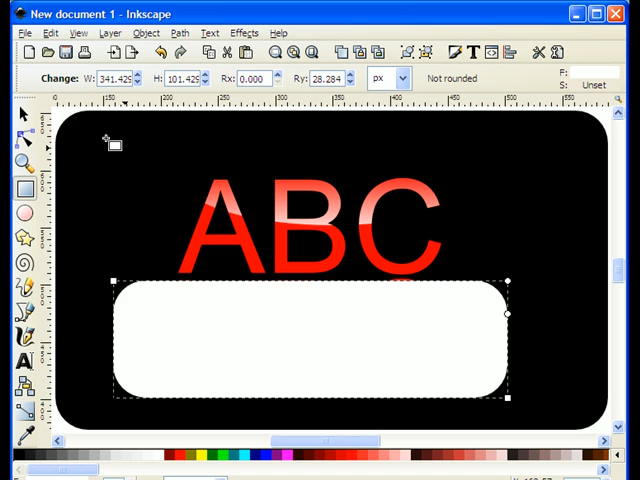 New document 1 - Inkscape
File Edit View Layer Object Path Text Effects Help
Change: W: 341.429 H: 101.429 Rx: 0.000 Ry: 28.284 px Not rounded F:
S: Unset
ABC